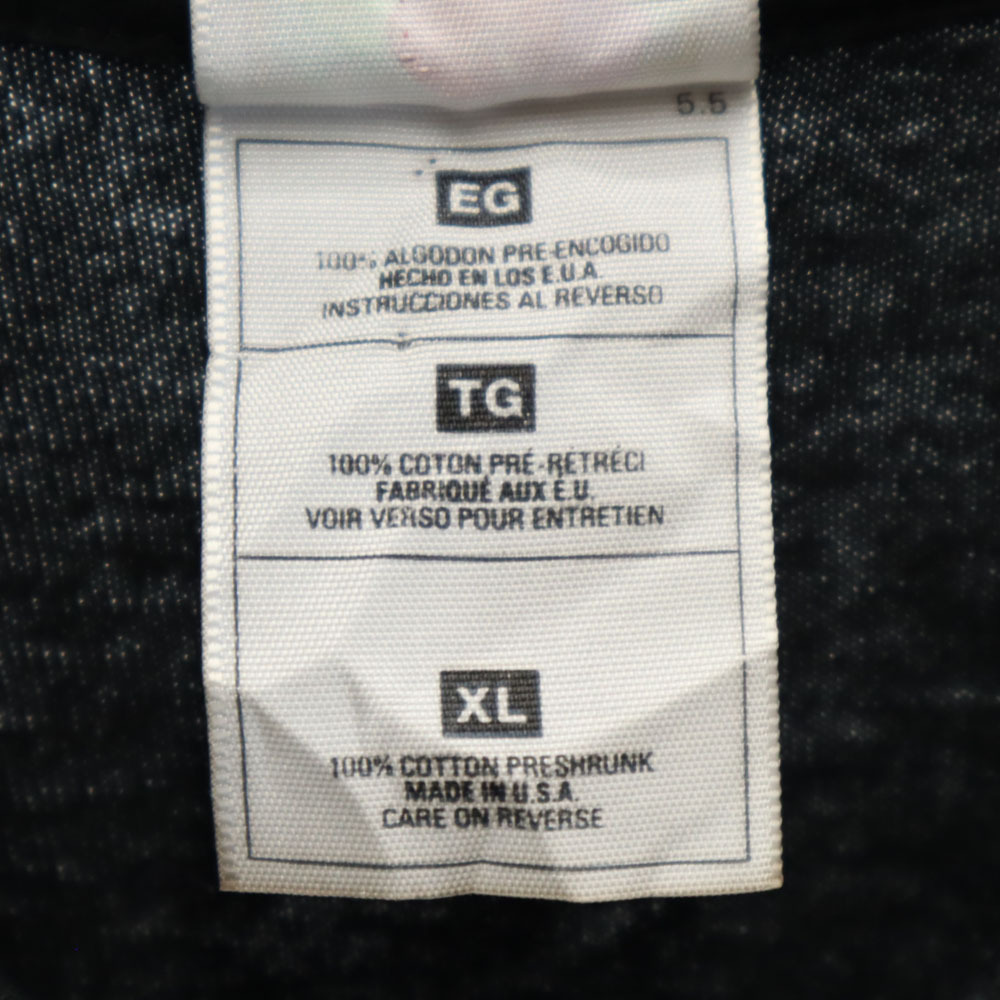 5.5
EG
100% ALGODON PRE-ENCOGIDO
HECHO EN LOS E.U.A.
INSTRUCCIONES AL REVERSO
TG
100% COTON PRÉ-RÉTRÉCI
FABRIQUÉ AUX E.U.
VOIR VERSO POUR ENTRETIEN
XL
100% COTTON PRESHRUNK
MADE IN U.S.A.
CARE ON REVERSE